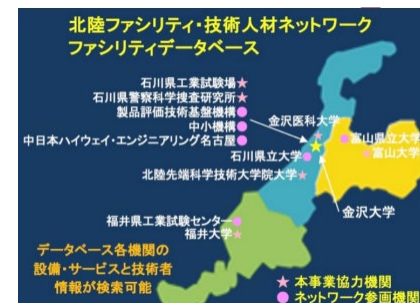 北陸ファシリティ・技術人材ネットワーク
ファシリティデータベース
石川県工業試験場★
石川県警察科学捜査研究所★
製品評価技術基盤機構●
中小機構●
中日本ハイウェイ・エンジニアリング名古屋●
金沢医科大学
富山県立大学
富山大学
石川県立大学
北陸先端科学技術大学院大学★
金沢大学
福井県工業試験センター
福井大学★
データベース各機関の
設備・サービスと技術者
情報が検索可能
★本事業協力機関
●ネットワーク参画機関